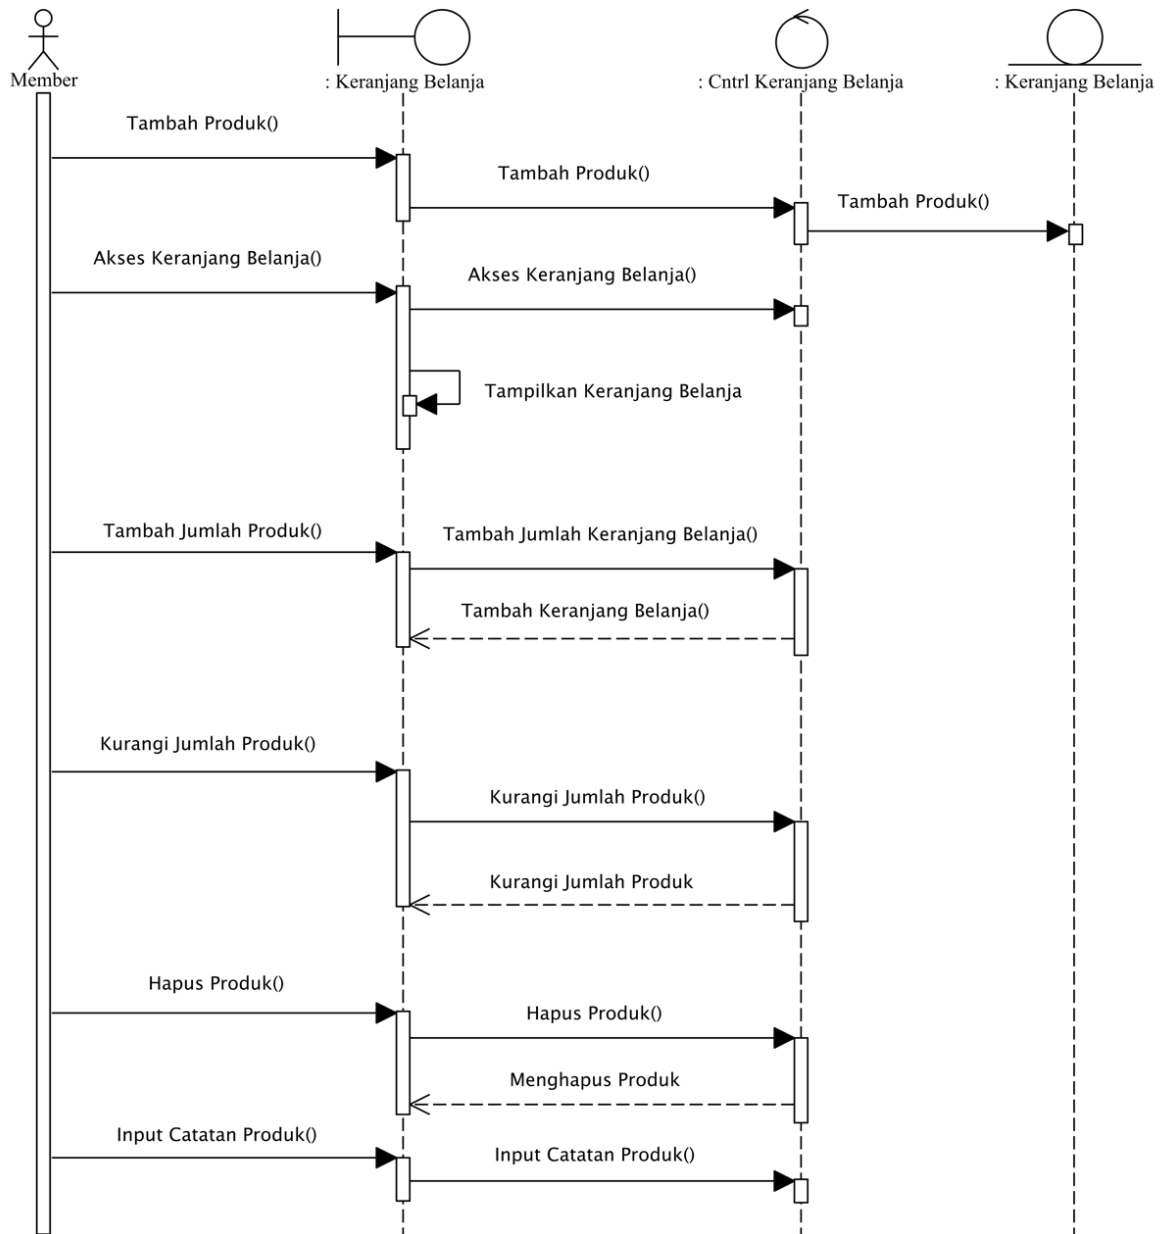 Member
: Keranjang Belanja
: Cntrl Keranjang Belanja
: Keranjang Belanja
Tambah Produk()
Tambah Produk()
Tambah Produk()
Akses Keranjang Belanja()
Akses Keranjang Belanja()
Tampilkan Keranjang Belanja
Tambah Jumlah Produk()
Tambah Jumlah Keranjang Belanja()
Tambah Keranjang Belanja()
Kurangi Jumlah Produk()
Kurangi Jumlah Produk()
Kurangi Jumlah Produk
Hapus Produk()
Hapus Produk()
Menghapus Produk
Input Catatan Produk()
Input Catatan Produk()